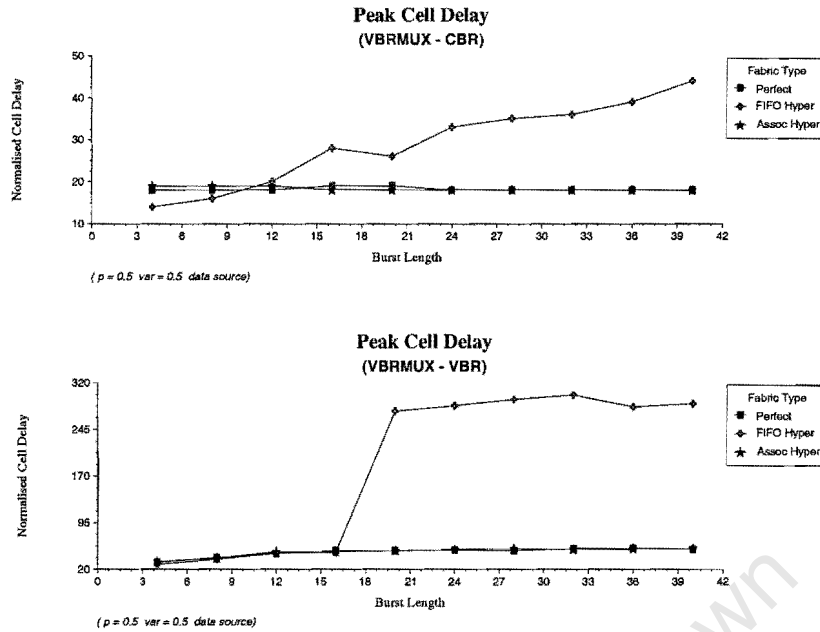 Peak Cell Delay
(VBRMUX - CBR)
50
40
30
20
10
Normalised Cell Delay
0 3 6 9 12 15 18 21 24 27 30 33 36 39 42
Burst Length
( p = 0.5 var = 0.5 data source)
Fabric Type
Perfect
FIFO Hyper
Assoc Hyper
Peak Cell Delay
(VBRMUX - VBR)
320
245
170
95
20
Normalised Cell Delay
0 3 6 9 12 15 18 21 24 27 30 33 36 39 42
Burst Length
( p = 0.5 var = 0.5 data source)
Fabric Type
Perfect
FIFO Hyper
Assoc Hyper
wn